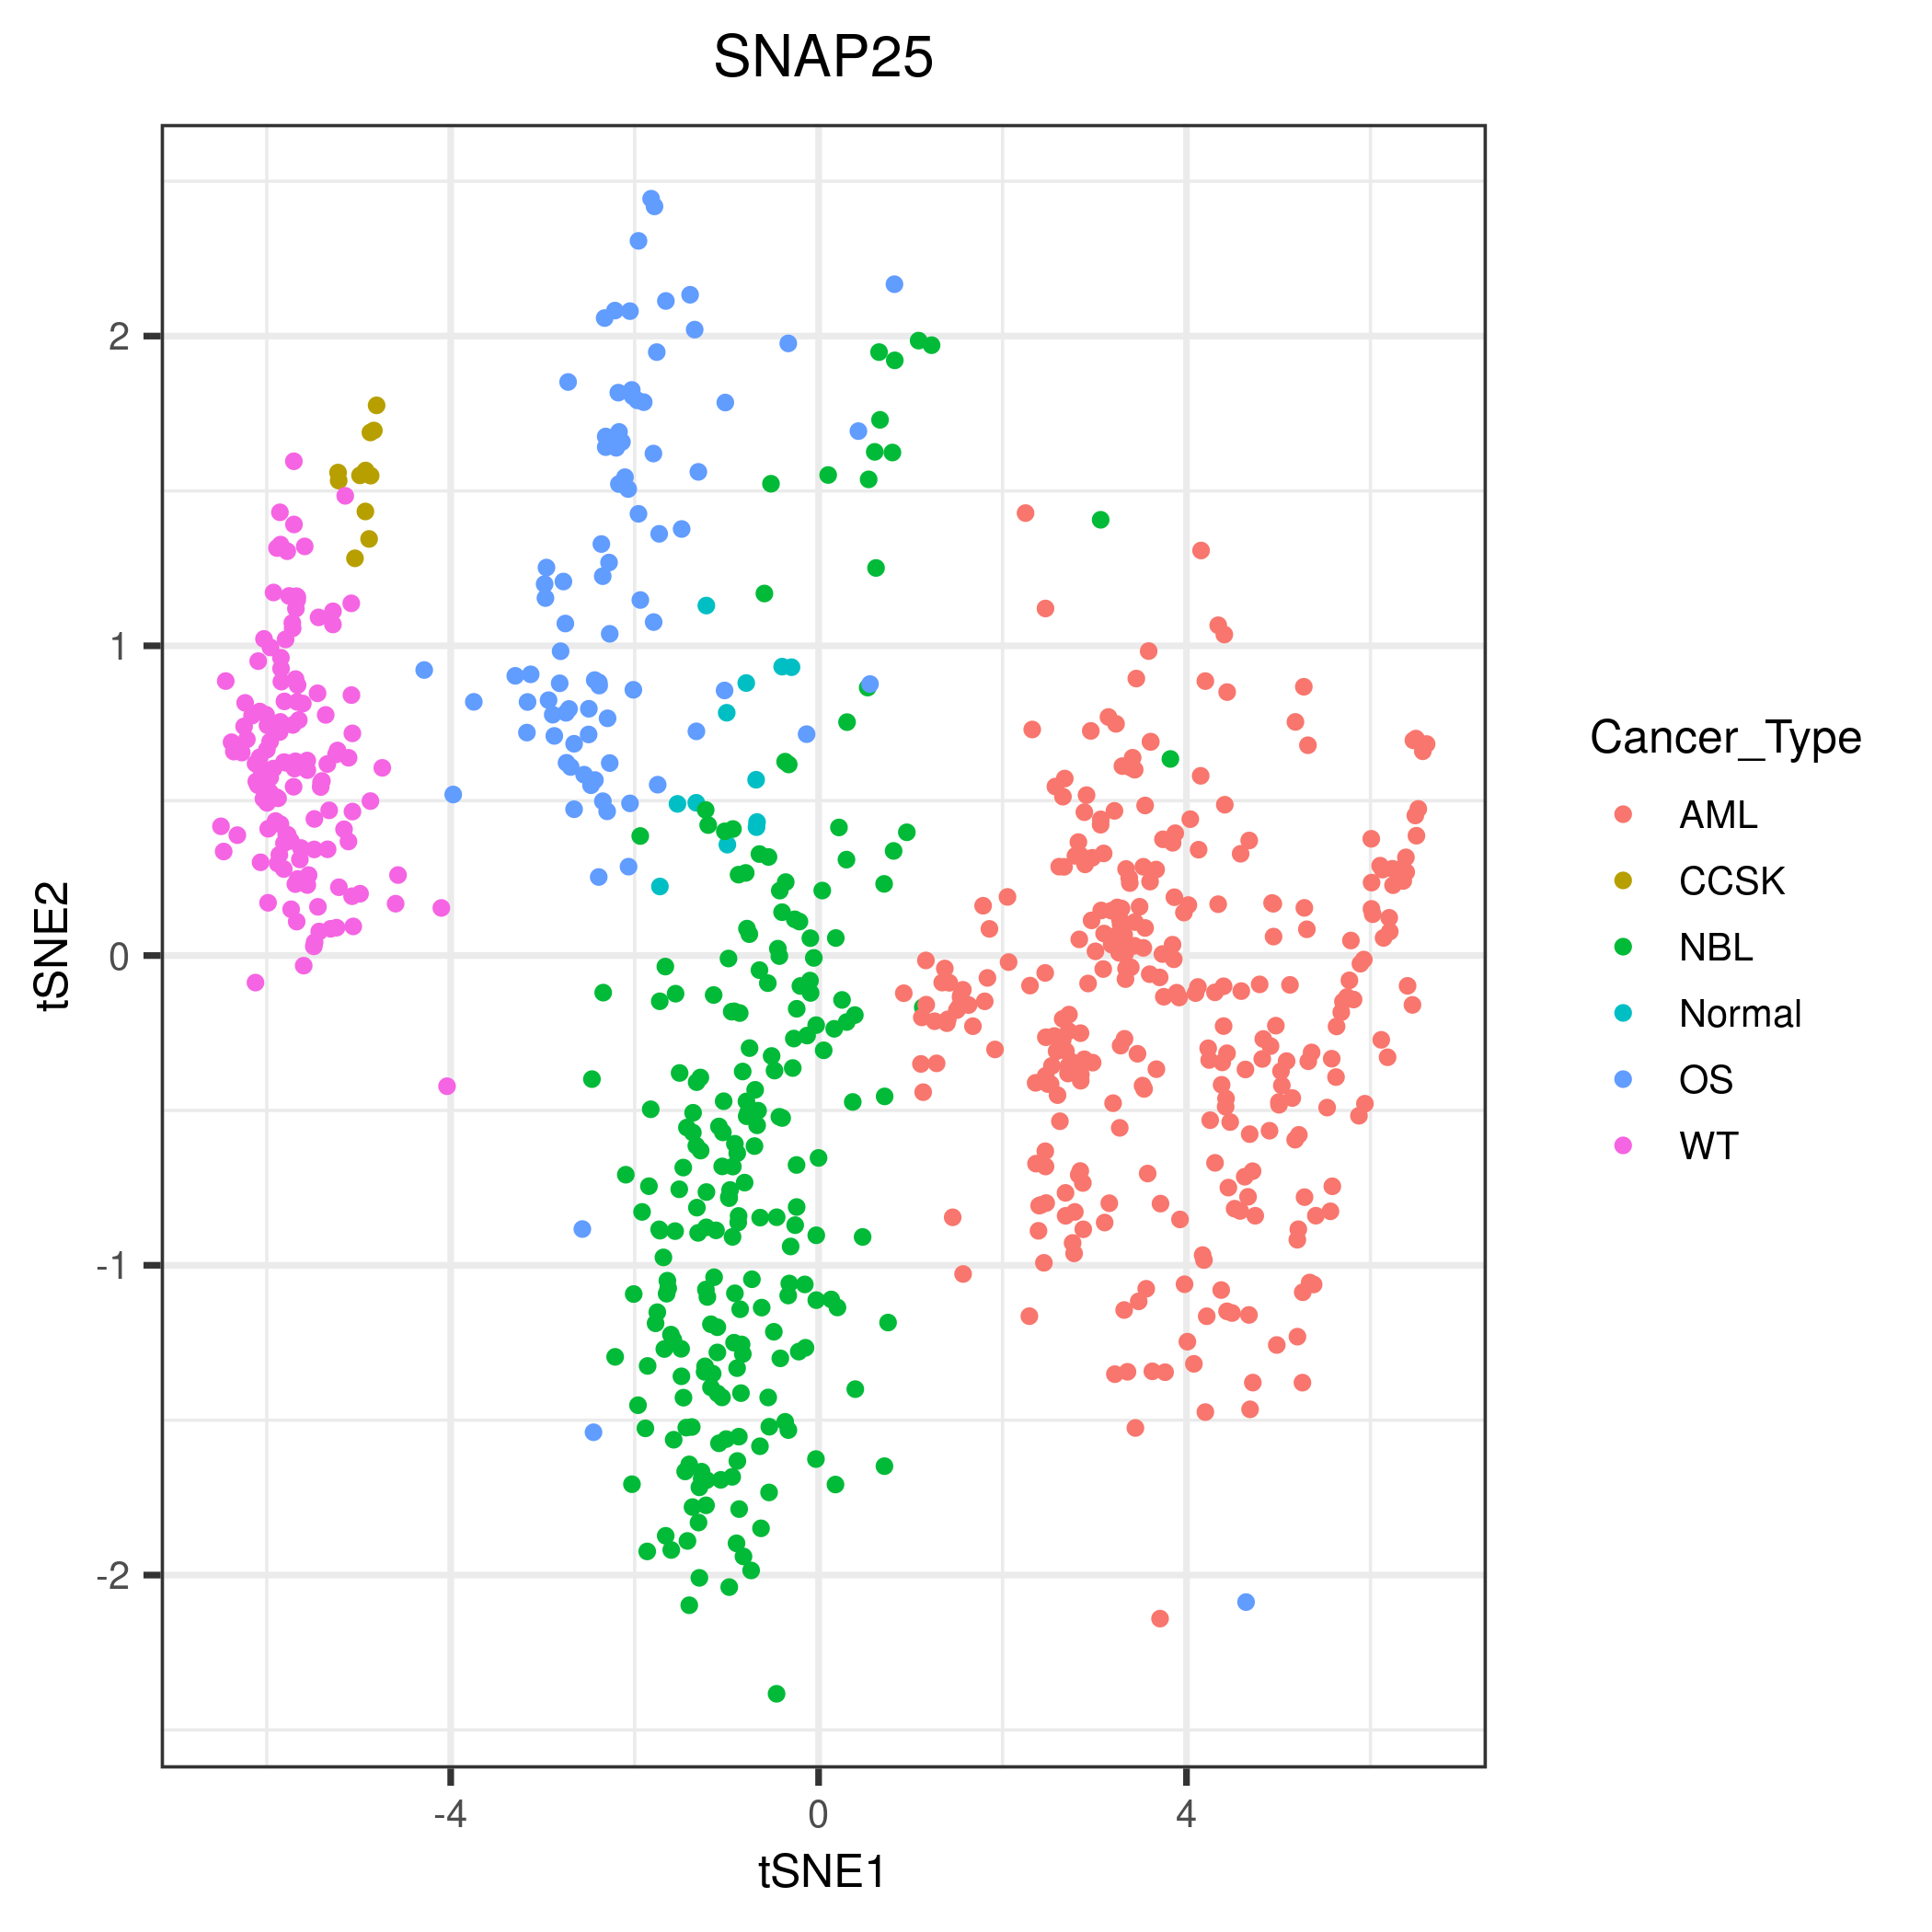 SNAP25
2
1
0
-1
-2
tSNE2
-4 0 4
tSNE1
Cancer_Type
AML
CCSK
NBL
Normal
OS
WT